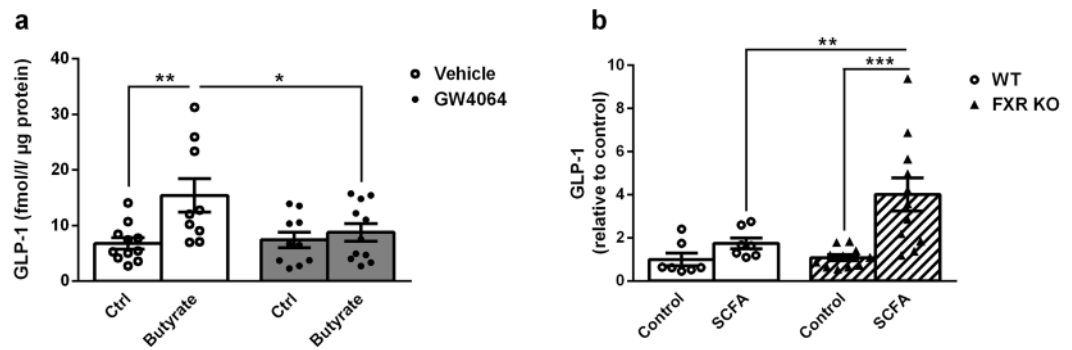 a
GLP-1 (fmol/l/ µg protein)
40
30
20
10
0
**
*
Vehicle
GW4064
Ctrl
Butyrate
Ctrl
Butyrate
b
GLP-1
(relative to control)
10
8
6
4
2
0
**
***
WT
FXR KO
Control
SCFA
Control
SCFA